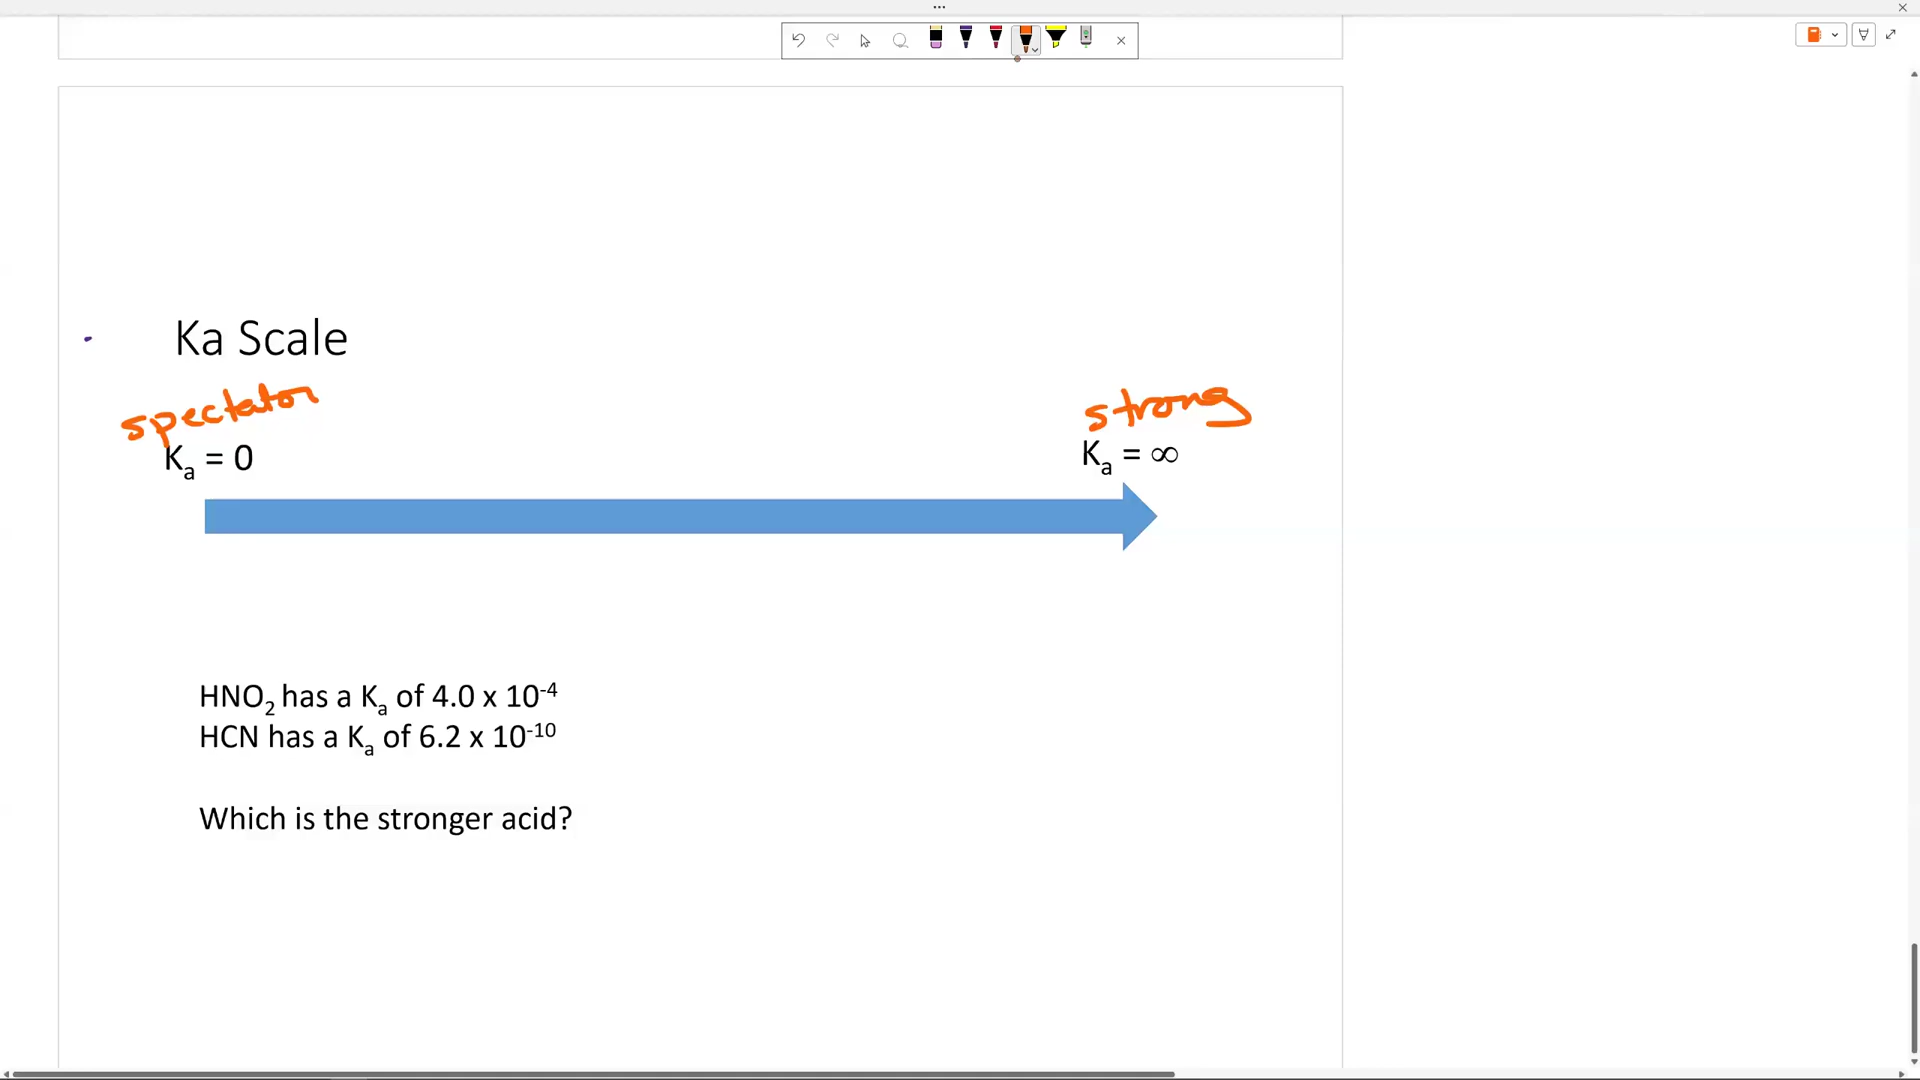 Ka Scale
spectator
strong
Kₐ = 0
Kₐ = ∞
HNO₂ has a Kₐ of 4.0 x 10⁻⁴
HCN has a Kₐ of 6.2 x 10⁻¹⁰
Which is the stronger acid?